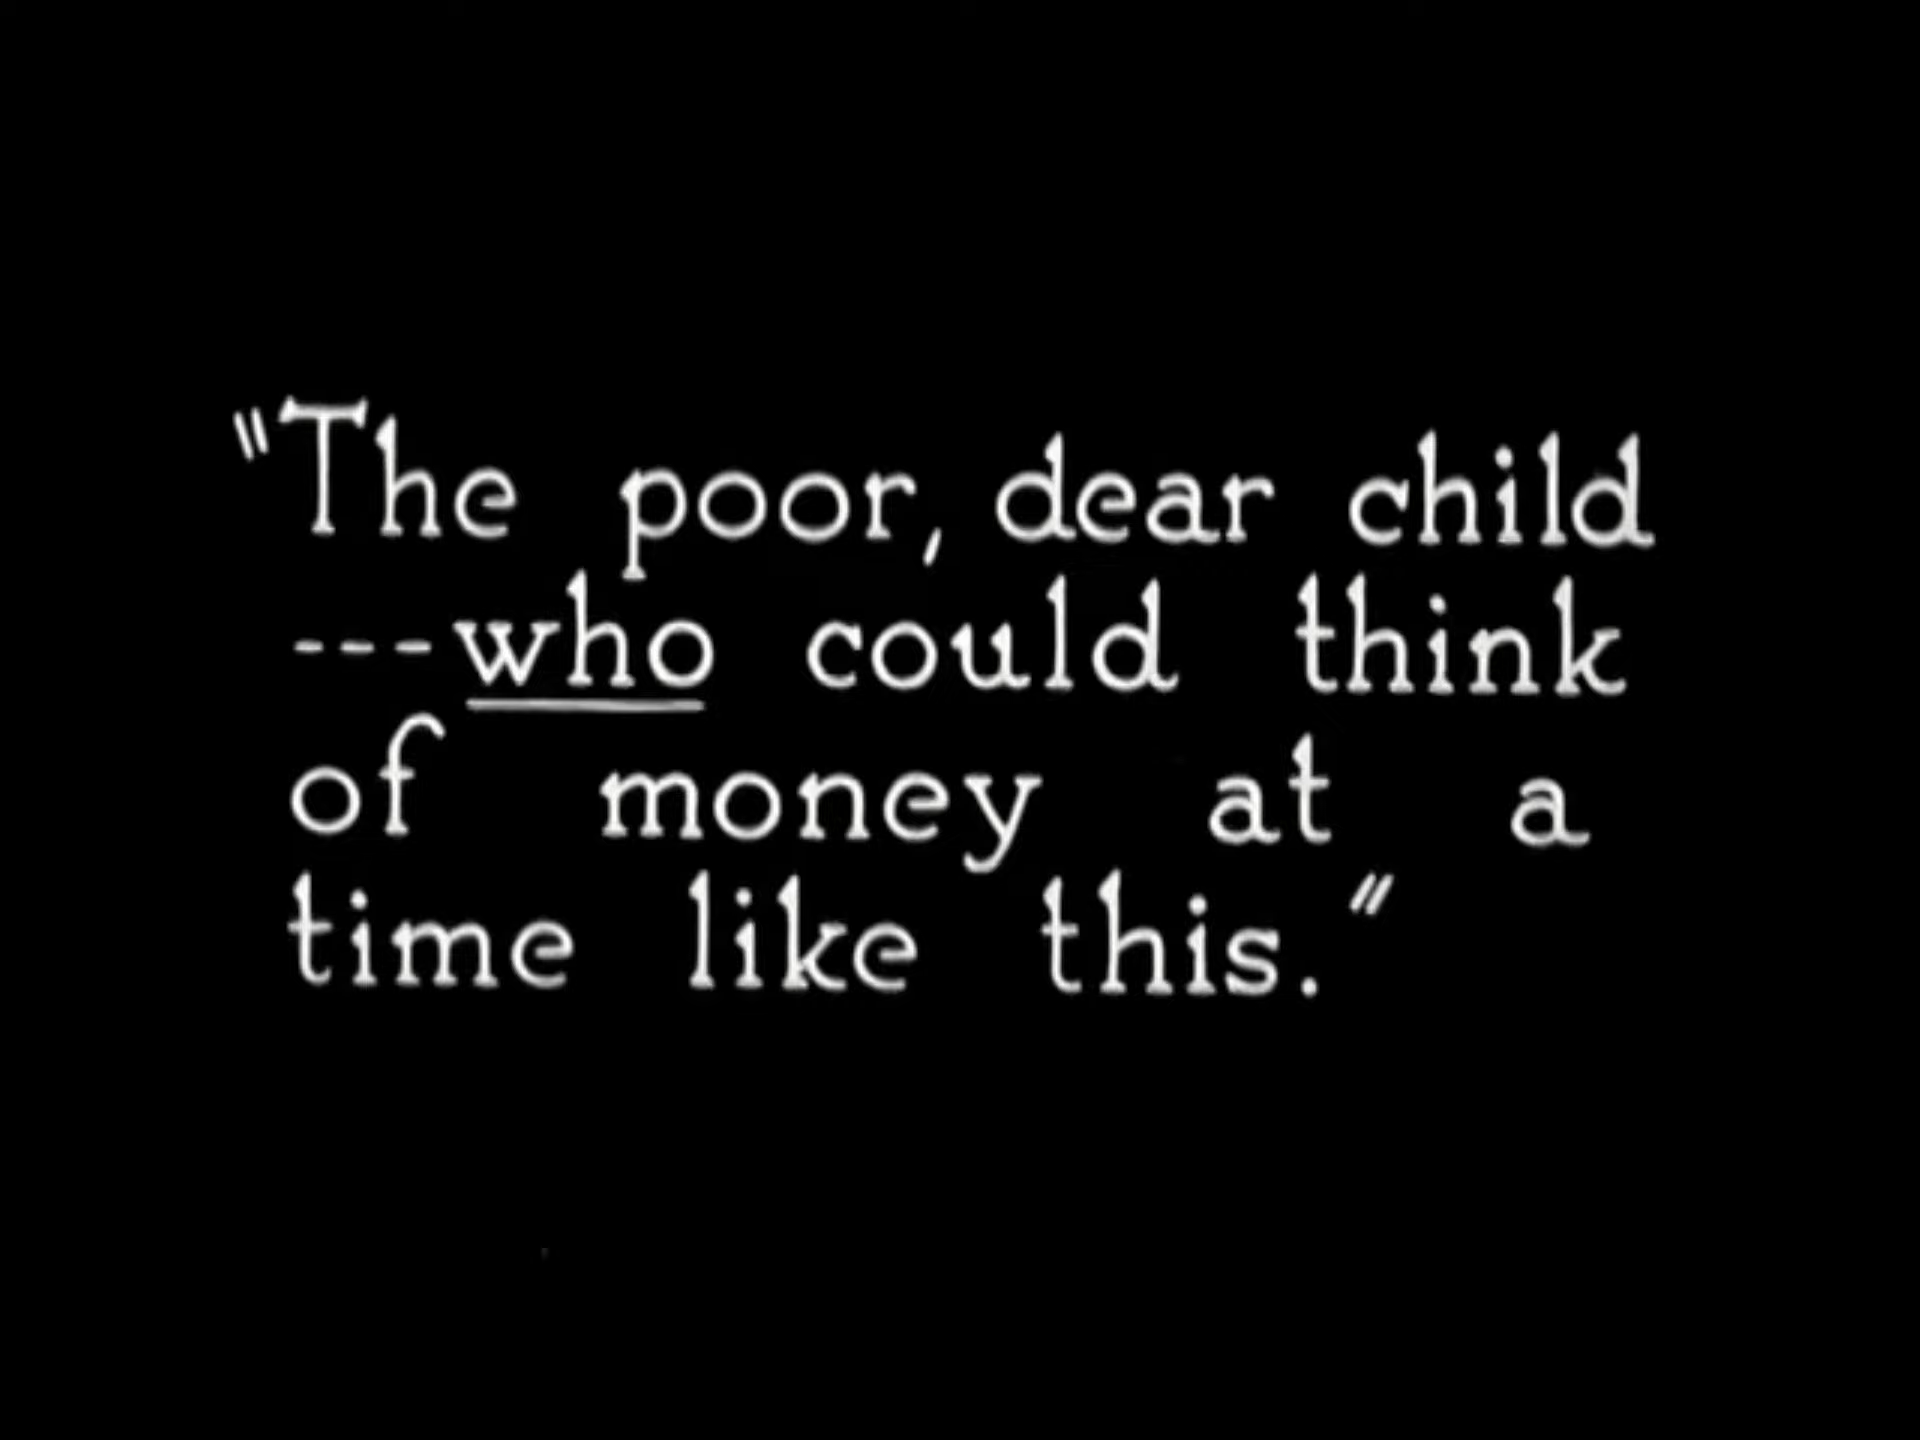 "The poor, dear child
---who could think
of money at a
time like this."